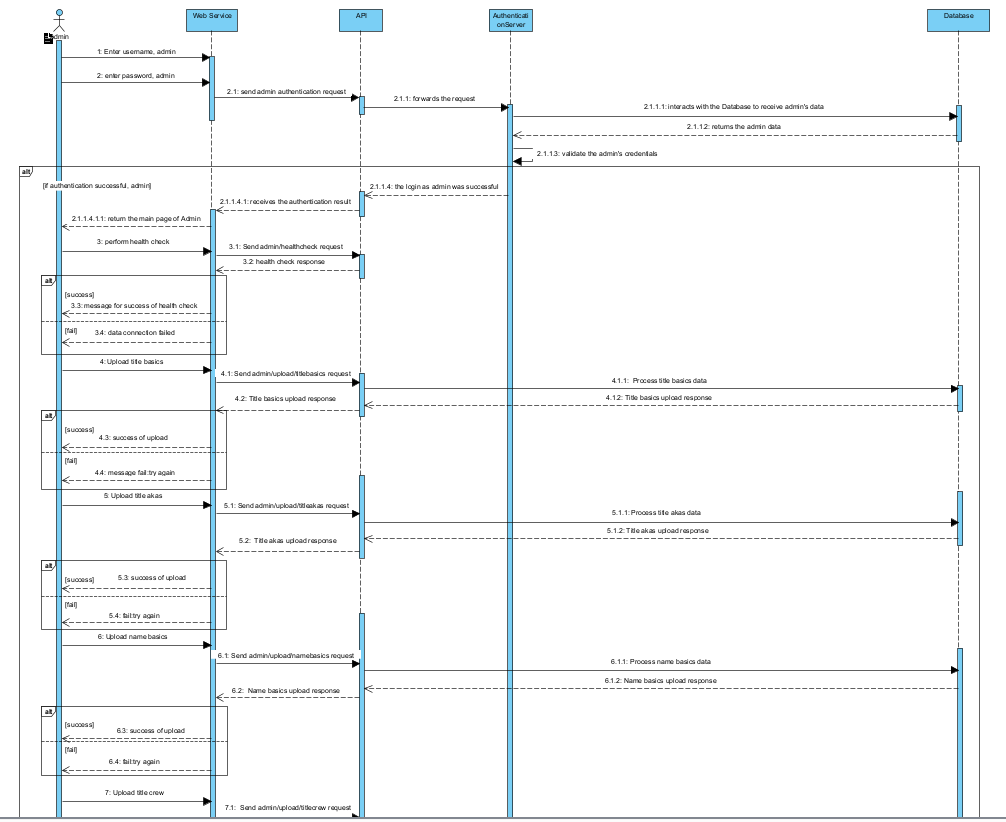 Web Service
API
Authenticati
onServer
Database
admin
1: Enter username, admin
2: enter password, admin
2.1: send admin authentication request
2.1.1: forwards the request
2.1.1.1: interacts with the Database to receive admin's data
2.1.1.2: returns the admin data
2.1.1.3: validate the admin's credentials
alt
[if authentication successful, admin]
2.1.1.4: the login as admin was successful
2.1.1.4.1: receives the authentication result
2.1.1.4.1.1: return the main page of Admin
3: perform health check
3.1: Send admin/healthcheck request
3.2: health check response
alt
[success]
3.3: message for success of health check
[fail]
3.4: data connection failed
4: Upload title basics
4.1: Send admin/upload/titlebasics request
4.1.1: Process title basics data
4.1.2: Title basics upload response
4.2: Title basics upload response
alt
[success]
4.3: success of upload
[fail]
4.4: message fail:try again
5: Upload title akas
5.1: Send admin/upload/titleakas request
5.1.1: Process title akas data
5.1.2: Title akas upload response
5.2: Title akas upload response
alt
[success]
5.3: success of upload
[fail]
5.4: fail:try again
6: Upload name basics
6.1: Send admin/upload/namebasics request
6.1.1: Process name basics data
6.1.2: Name basics upload response
6.2: Name basics upload response
alt
[success]
6.3: success of upload
[fail]
6.4: fail:try again
7: Upload title crew
7.1: Send admin/upload/titlecrew request